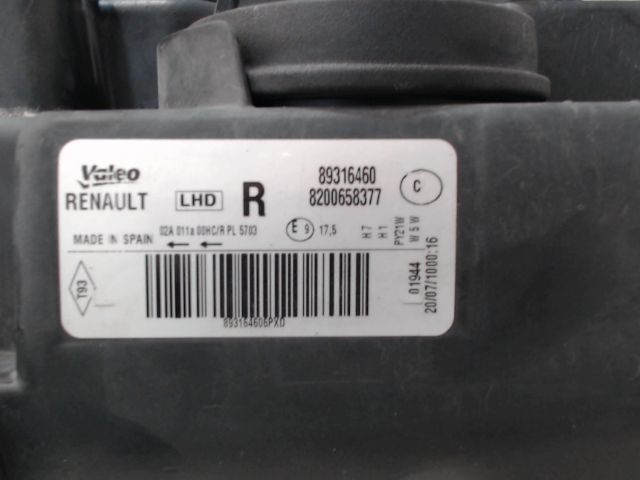 Valeo
RENAULT LHD R
89316460
8200658377
C
MADE IN SPAIN
02A 011a 00HC/R PL 5703
E 9 17,5
H7
H1
PY21W
W5W
T93
893164606PXD
01944
20/07/1000:16